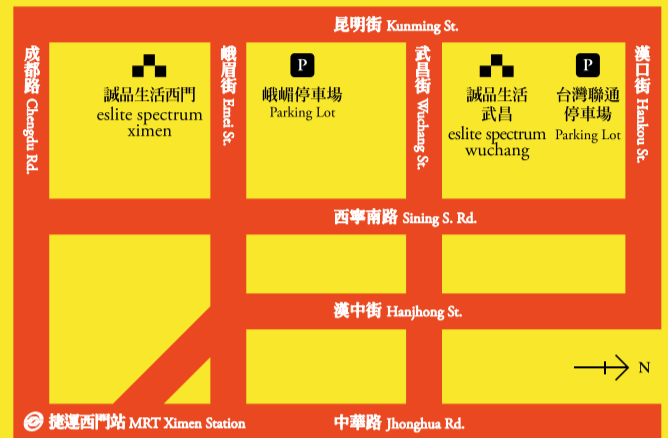 昆明街 Kunming St.
成都路 Chengdu Rd.
誠品生活西門
eslite spectrum
ximen
峨眉街 Emei St.
P
峨嵋停車場
Parking Lot
武昌街 Wuchang St.
誠品生活
武昌
eslite spectrum
wuchang
P
台灣聯通
停車場
Parking Lot
漢口街 Hankou St.
西寧南路 Sining S. Rd.
漢中街 Hanjhong St.
N
捷運西門站 MRT Ximen Station
中華路 Jhonghua Rd.